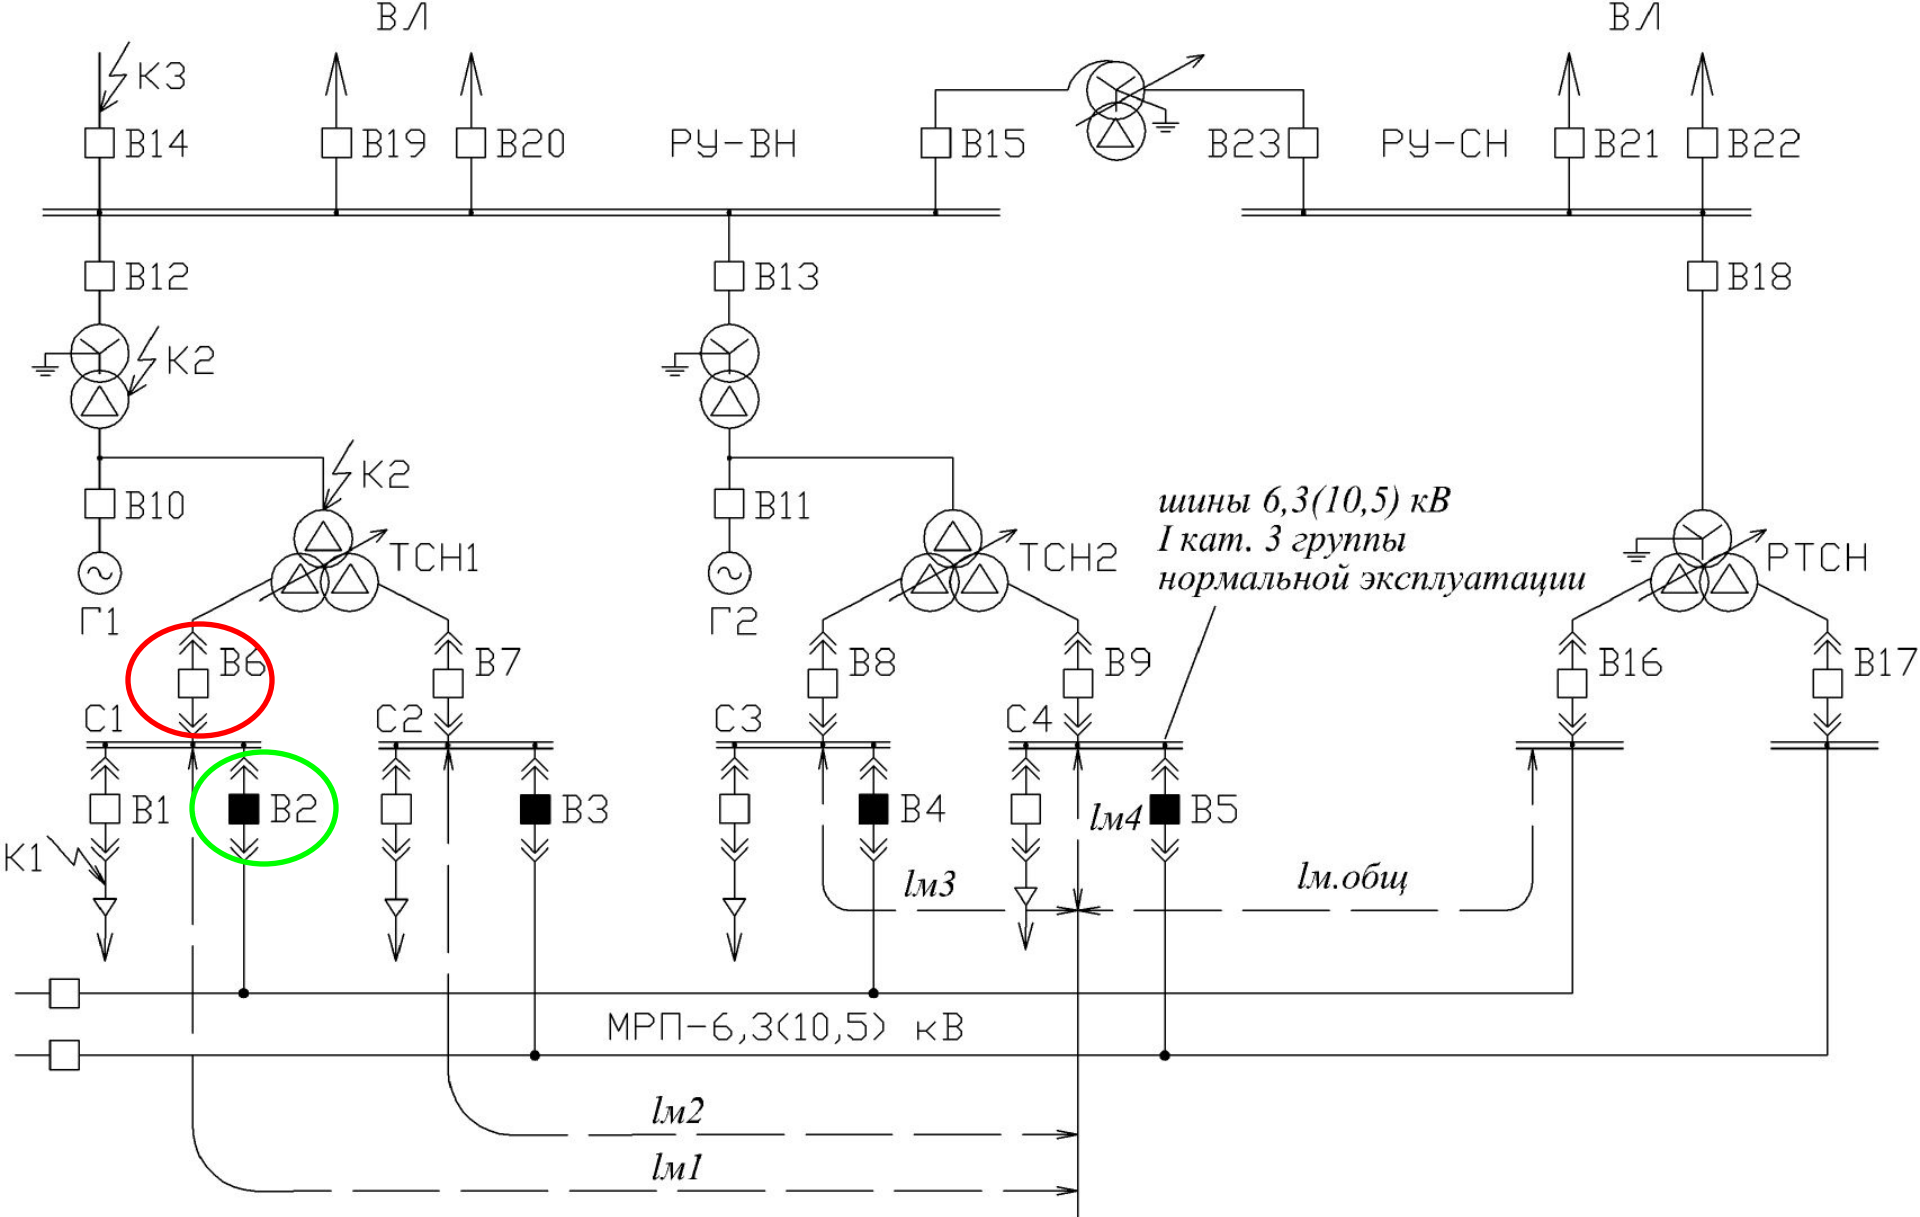 ВЛ
ВЛ
К3
В14
В19
В20
РУ-ВН
В15
В23
РУ-СН
В21
В22
В12
В13
В18
К2
К2
В10
В11
шины 6,3(10,5) кВ
I кат. 3 группы
нормальной эксплуатации
ТСН1
ТСН2
РТСН
Г1
Г2
В6
В7
В8
В9
В16
В17
С1
С2
С3
С4
В1
В2
В3
В4
lм4
В5
К1
lм3
lм.общ
МРП-6,3(10,5) кВ
lм2
lм1